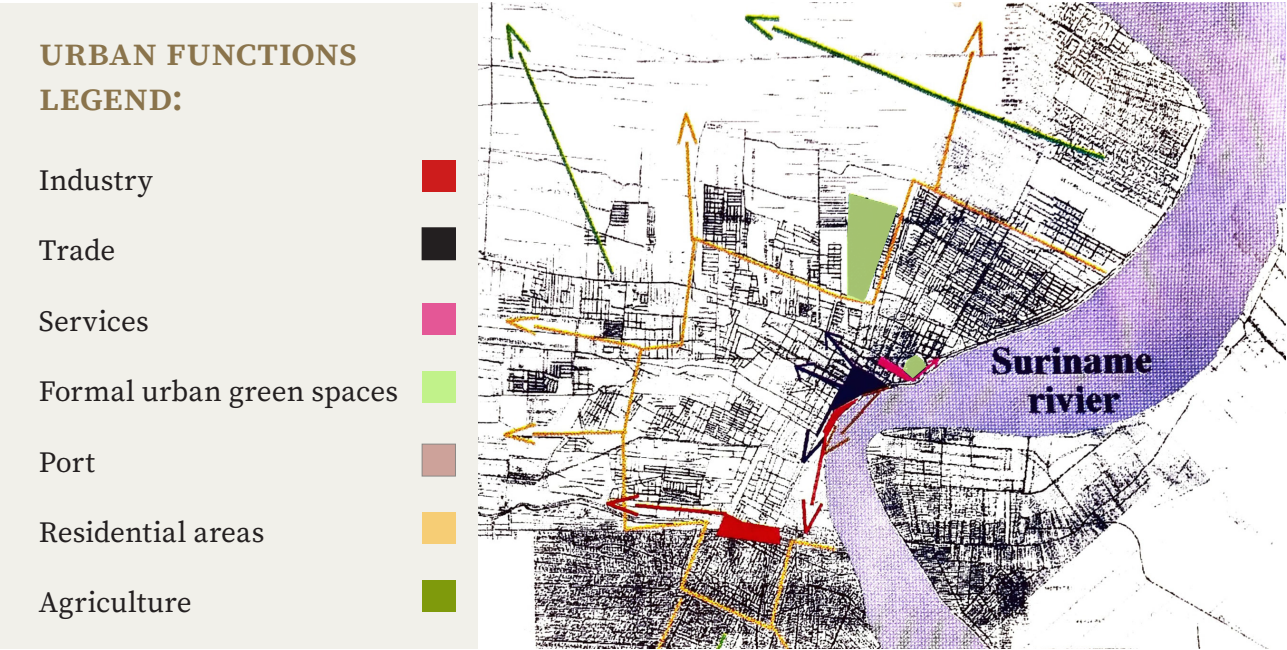 URBAN FUNCTIONS
LEGEND:
Industry
Trade
Services
Formal urban green spaces
Port
Residential areas
Agriculture
Suriname
rivier